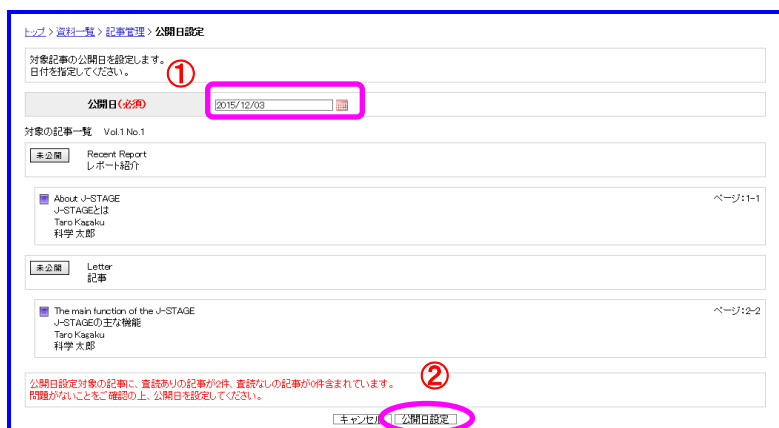 トップ > 資料一覧 > 記事管理 > 公開日設定
対象記事の公開日を設定します。
日付を指定してください。
①
公開日(必須) 2015/12/03
対象の記事一覧 Vol.1 No.1
未公開 Recent Report
レポート紹介
About J-STAGE ページ:1-1
J-STAGEとは
Taro Kagaku
科学 太郎
未公開 Letter
記事
The main function of the J-STAGE ページ:2-2
J-STAGEの主な機能
Taro Kagaku
科学 太郎
公開日設定対象の記事に、査読ありの記事が2件、査読なしの記事が0件含まれています。
問題がないことをご確認の上、公開日を設定してください。
②
キャンセル 公開日設定